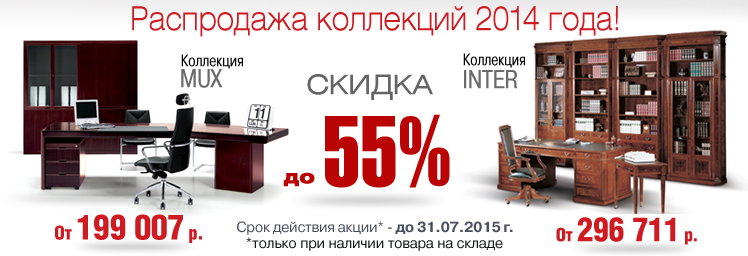 Распродажа коллекций 2014 года!
Коллекция
MUX
СКИДКА
Коллекция
INTER
11
до 55%
От 199 007 р.
Срок действия акции* - до 31.07.2015 г.
*только при наличии товара на складе
От 296 711 р.